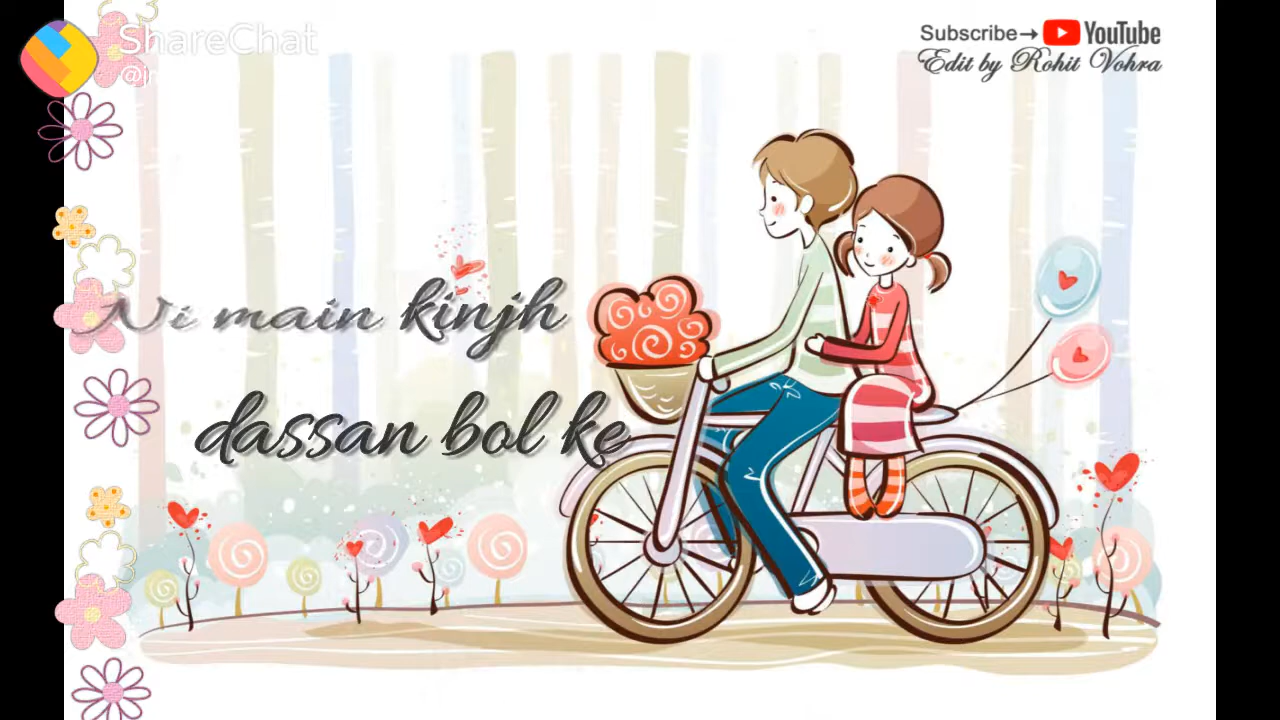 ShareChat
Subscribe→ YouTube
Edit by Rohit Vohra
Ni main kinjh
dassan bol ke